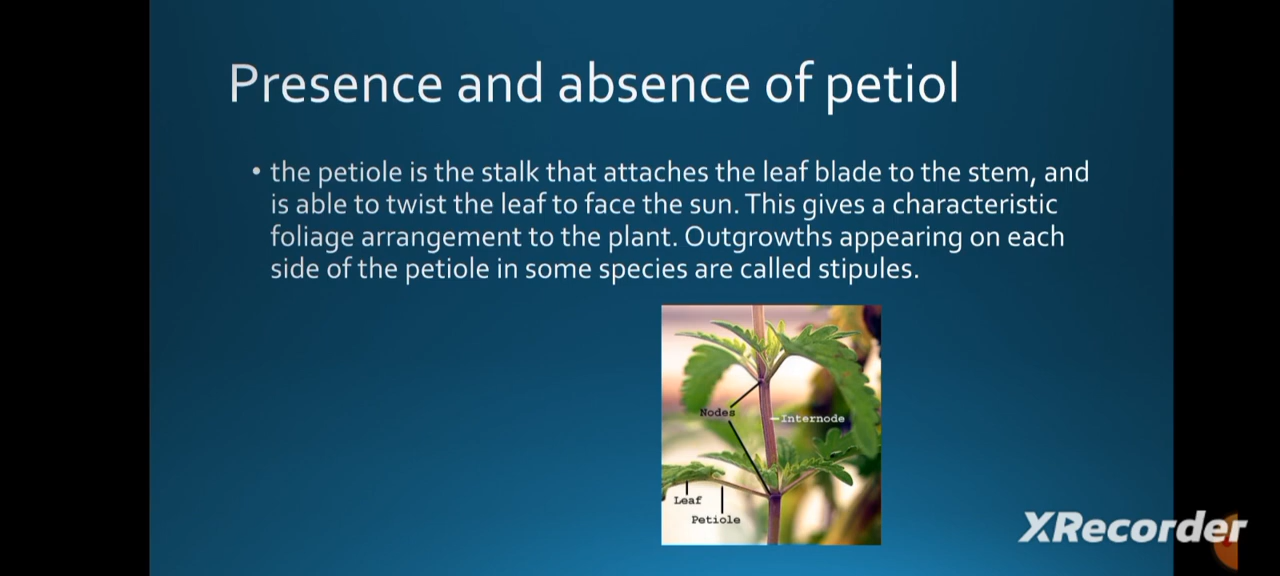 Presence and absence of petiol
• the petiole is the stalk that attaches the leaf blade to the stem, and
is able to twist the leaf to face the sun. This gives a characteristic
foliage arrangement to the plant. Outgrowths appearing on each
side of the petiole in some species are called stipules.
Nodes
Internode
Leaf
Petiole
XRecorder